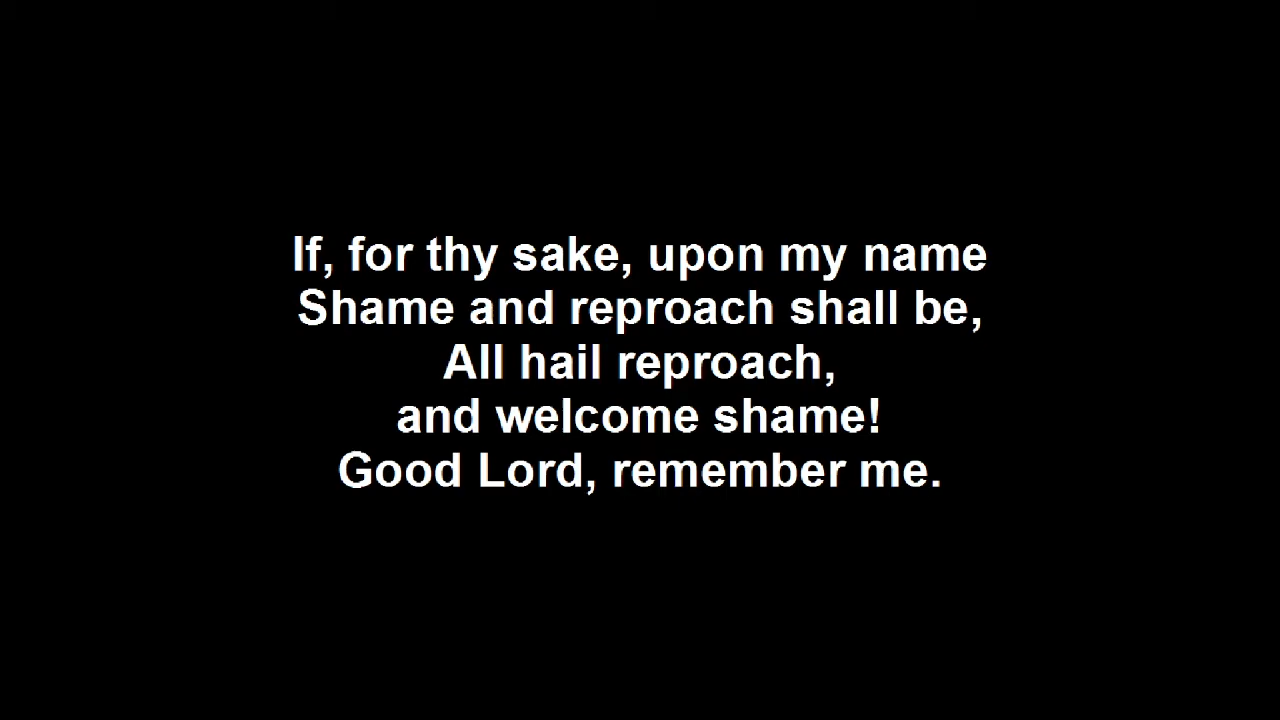 If, for thy sake, upon my name
Shame and reproach shall be,
All hail reproach,
and welcome shame!
Good Lord, remember me.